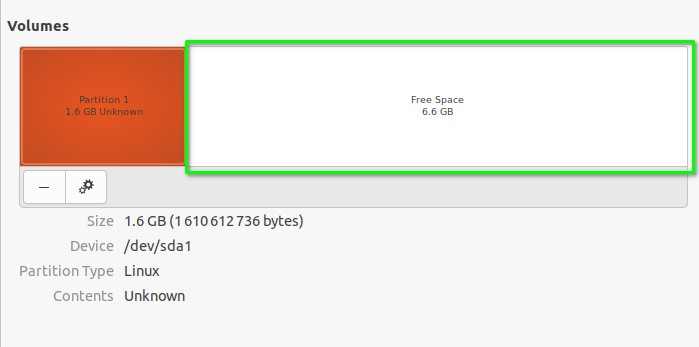 Volumes
Partition 1
1.6 GB Unknown
Free Space
6.6 GB
Size 1.6 GB (1 610 612 736 bytes)
Device /dev/sda1
Partition Type Linux
Contents Unknown